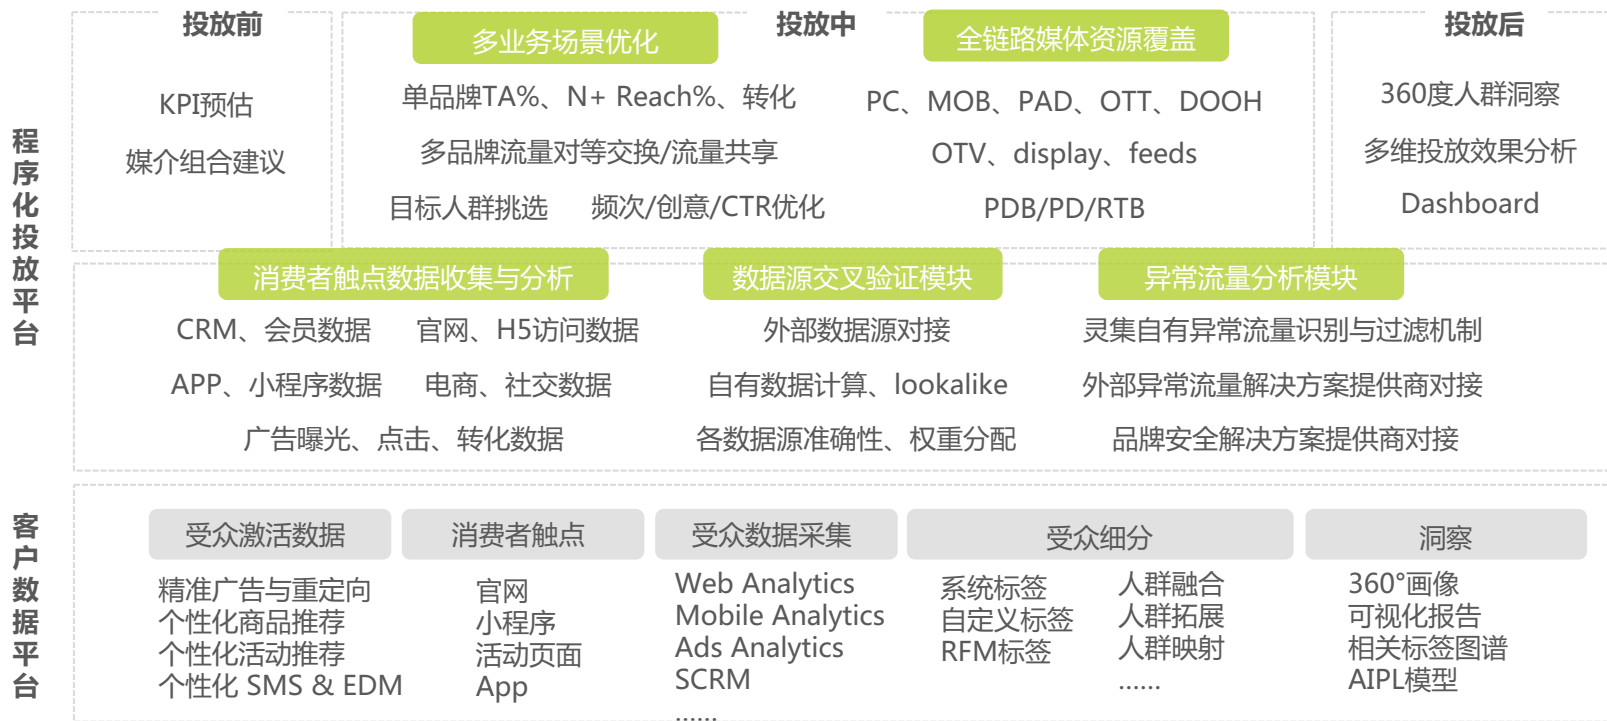 程序化投放平台
投放前
KPI预估
媒介组合建议
投放中
多业务场景优化
单品牌TA%、N+ Reach%、转化
多品牌流量对等交换/流量共享
目标人群挑选 频次/创意/CTR优化
全链路媒体资源覆盖
PC、MOB、PAD、OTT、DOOH
OTV、display、feeds
PDB/PD/RTB
投放后
360度人群洞察
多维投放效果分析
Dashboard
消费者触点数据收集与分析
CRM、会员数据 官网、H5访问数据
APP、小程序数据 电商、社交数据
广告曝光、点击、转化数据
数据源交叉验证模块
外部数据源对接
自有数据计算、lookalike
各数据源准确性、权重分配
异常流量分析模块
灵集自有异常流量识别与过滤机制
外部异常流量解决方案提供商对接
品牌安全解决方案提供商对接
客户数据平台
受众激活数据
精准广告与重定向
个性化商品推荐
个性化活动推荐
个性化 SMS & EDM
消费者触点
官网
小程序
活动页面
App
受众数据采集
Web Analytics
Mobile Analytics
Ads Analytics
SCRM
......
受众细分
系统标签
自定义标签
RFM标签
人群融合
人群拓展
人群映射
......
洞察
360°画像
可视化报告
相关标签图谱
AIPL模型